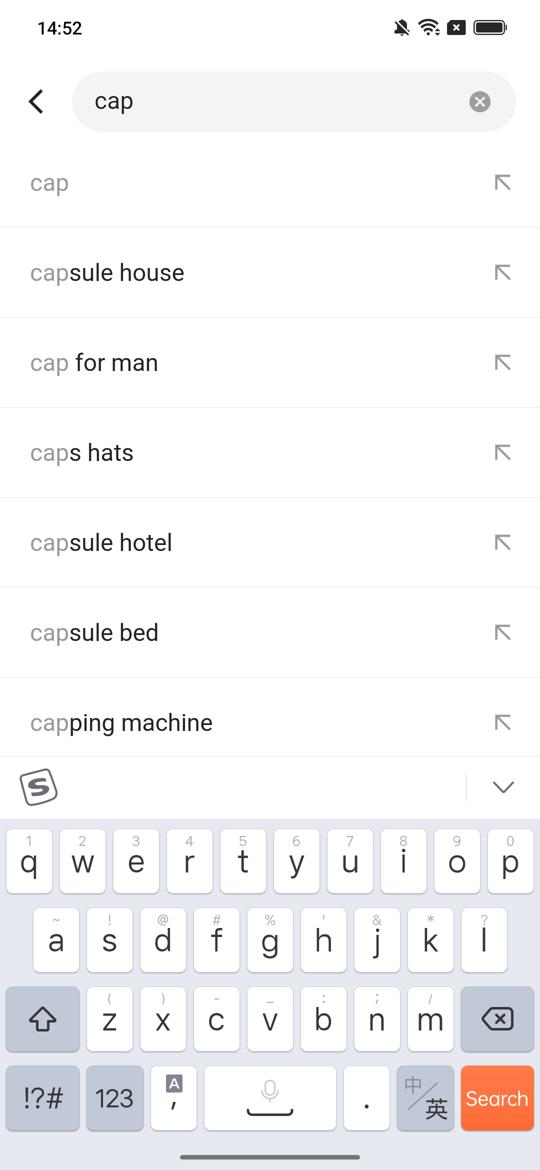 14:52
cap
cap
capsule house
cap for man
caps hats
capsule hotel
capsule bed
capping machine
S
1 2 3 4 5 6 7 8 9 0
q w e r t y u i o p
~ ! @ # % ' & * ?
a s d f g h j k l
( ) - _ : ; /
z x c v b n m
!?# 123 A , . 中/英 Search